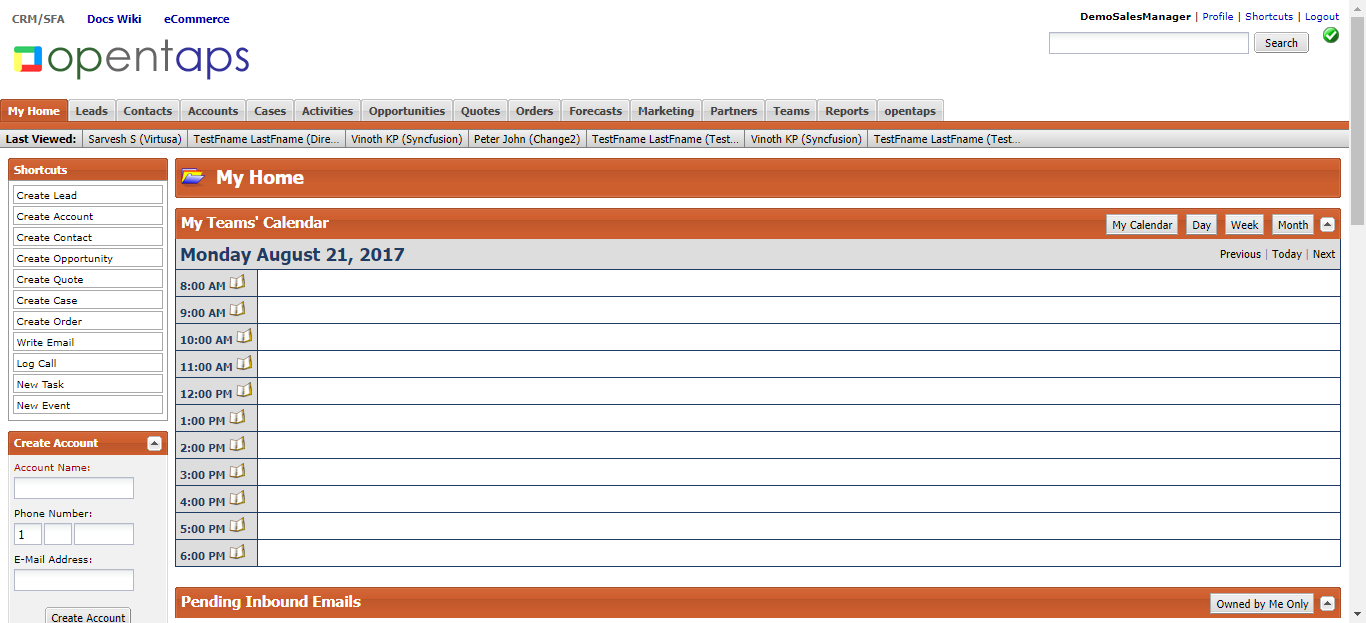 CRM/SFA Docs Wiki eCommerce
DemoSalesManager | Profile | Shortcuts | Logout
opentaps
Search
My Home Leads Contacts Accounts Cases Activities Opportunities Quotes Orders Forecasts Marketing Partners Teams Reports opentaps
Last Viewed: Sarvesh S (Virtusa) TestFname LastFname (Dire... Vinoth KP (Syncfusion) Peter John (Change2) TestFname LastFname (Test... Vinoth KP (Syncfusion) TestFname LastFname (Test...
Shortcuts
Create Lead
Create Account
Create Contact
Create Opportunity
Create Quote
Create Case
Create Order
Write Email
Log Call
New Task
New Event
Create Account
Account Name:
Phone Number:
1
E-Mail Address:
Create Account
My Home
My Teams' Calendar
My Calendar Day Week Month
Monday August 21, 2017
Previous | Today | Next
8:00 AM
9:00 AM
10:00 AM
11:00 AM
12:00 PM
1:00 PM
2:00 PM
3:00 PM
4:00 PM
5:00 PM
6:00 PM
Pending Inbound Emails
Owned by Me Only